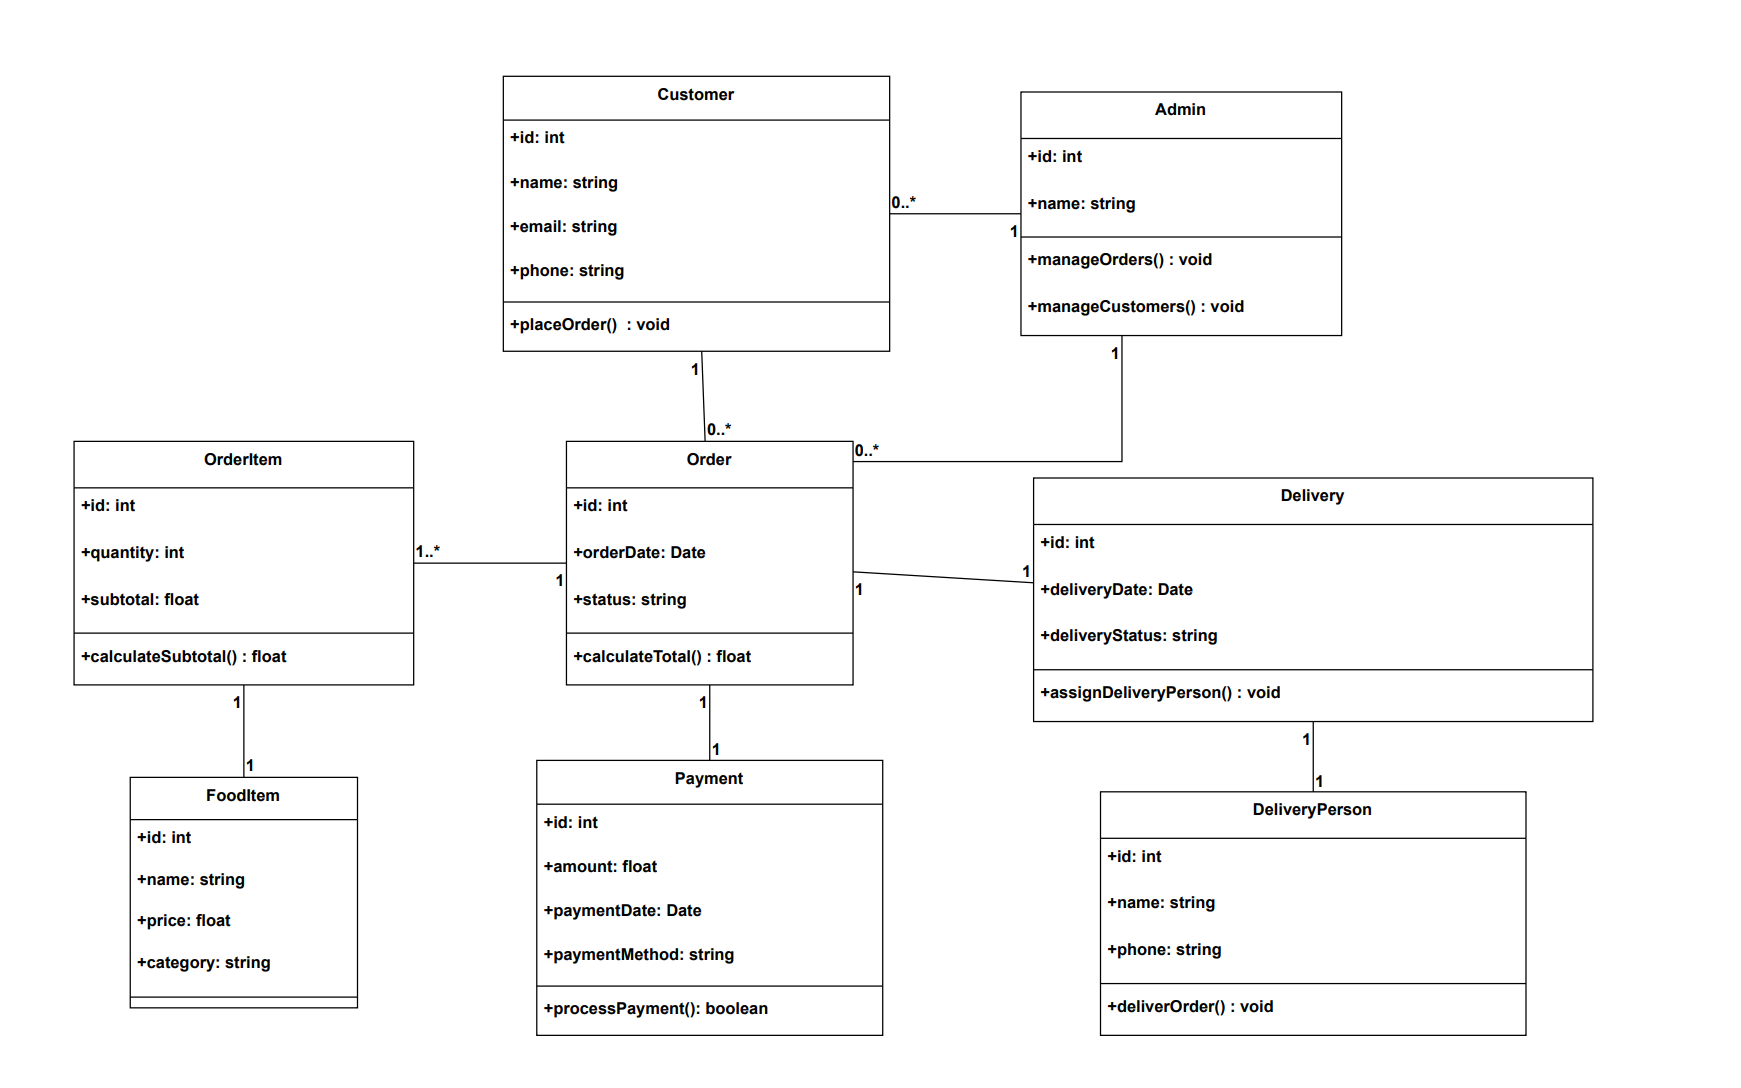 Customer
+id: int
+name: string
+email: string
+phone: string
+placeOrder()  : void
0..*
1
Admin
+id: int
+name: string
+manageOrders() : void
+manageCustomers() : void
1
0..*
1
0..*
OrderItem
+id: int
+quantity: int
+subtotal: float
+calculateSubtotal() : float
1..*
1
Order
+id: int
+orderDate: Date
+status: string
+calculateTotal() : float
1
1
Delivery
+id: int
+deliveryDate: Date
+deliveryStatus: string
+assignDeliveryPerson() : void
1
1
FoodItem
+id: int
+name: string
+price: float
+category: string
1
1
Payment
+id: int
+amount: float
+paymentDate: Date
+paymentMethod: string
+processPayment(): boolean
1
1
DeliveryPerson
+id: int
+name: string
+phone: string
+deliverOrder() : void